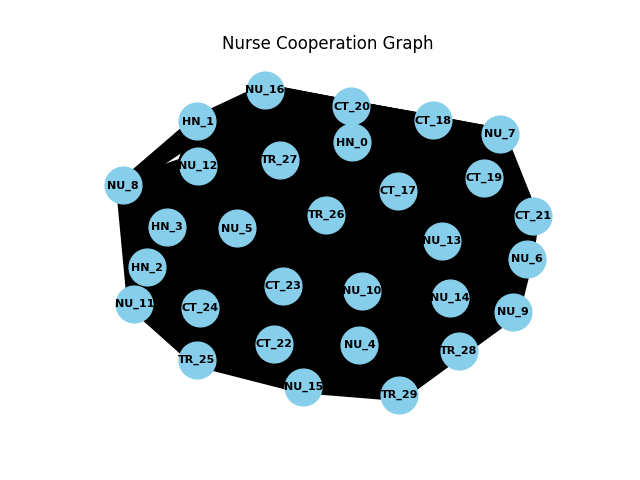 Nurse Cooperation Graph
NU_16
CT_20
HN_1
CT_18
NU_7
HN_0
TR_27
NU_12
CT_19
NU_8
CT_17
TR_26
CT_21
HN_3
NU_5
NU_13
NU_6
HN_2
CT_23
NU_10
NU_14
NU_11
CT_24
NU_9
CT_22
NU_4
TR_28
TR_25
NU_15
TR_29